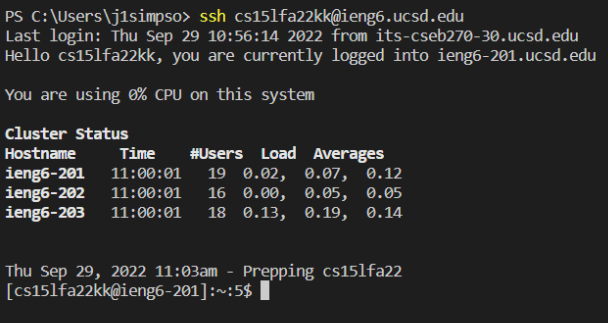 PS C:\Users\j1simpso> ssh cs15lfa22kk@ieng6.ucsd.edu
Last login: Thu Sep 29 10:56:14 2022 from its-cseb270-30.ucsd.edu
Hello cs15lfa22kk, you are currently logged into ieng6-201.ucsd.edu
You are using 0% CPU on this system
Cluster Status
Hostname     Time    #Users  Load  Averages
ieng6-201   11:00:01   19  0.02,  0.07,  0.12
ieng6-202   11:00:01   16  0.00,  0.05,  0.05
ieng6-203   11:00:01   18  0.13,  0.19,  0.14
Thu Sep 29, 2022 11:03am - Prepping cs15lfa22
[cs15lfa22kk@ieng6-201]:~:5$